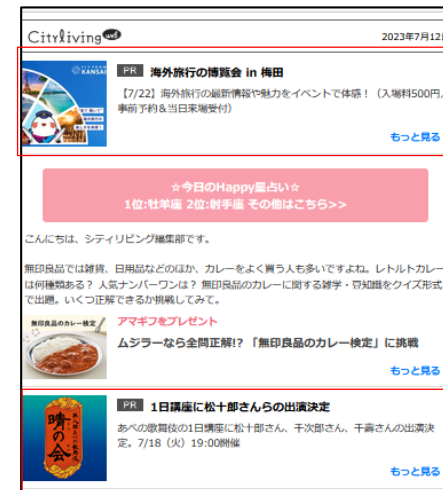 Cityliving web
2023年7月12日
FLY FROM KANSAI
PR 海外旅行の博覧会 in 梅田
【7/22】海外旅行の最新情報や魅力をイベントで体感！（入場料500円/
事前予約&当日来場受付）
もっと見る
☆今日のHappy星占い☆
1位:牡羊座 2位:射手座 その他はこちら>>
こんにちは、シティリビング編集部です。
無印良品では雑貨、日用品などのほか、カレーをよく買う人も多いですよね。レトルトカレー
は何種類ある？ 人気ナンバーワンは？ 無印良品のカレーに関する雑学・豆知識をクイズ形式
で出題。いくつ正解できるか挑戦してみて。
無印良品のカレー検定
アマギフをプレゼント
ムジラーなら全問正解!? 「無印良品のカレー検定」に挑戦
もっと見る
晴の会
PR 1日講座に松十郎さんらの出演決定
あべの歌舞伎の1日講座に松十郎さん、千次郎さん、千壽さんの出演決
定。7/18（火）19:00開催
もっと見る